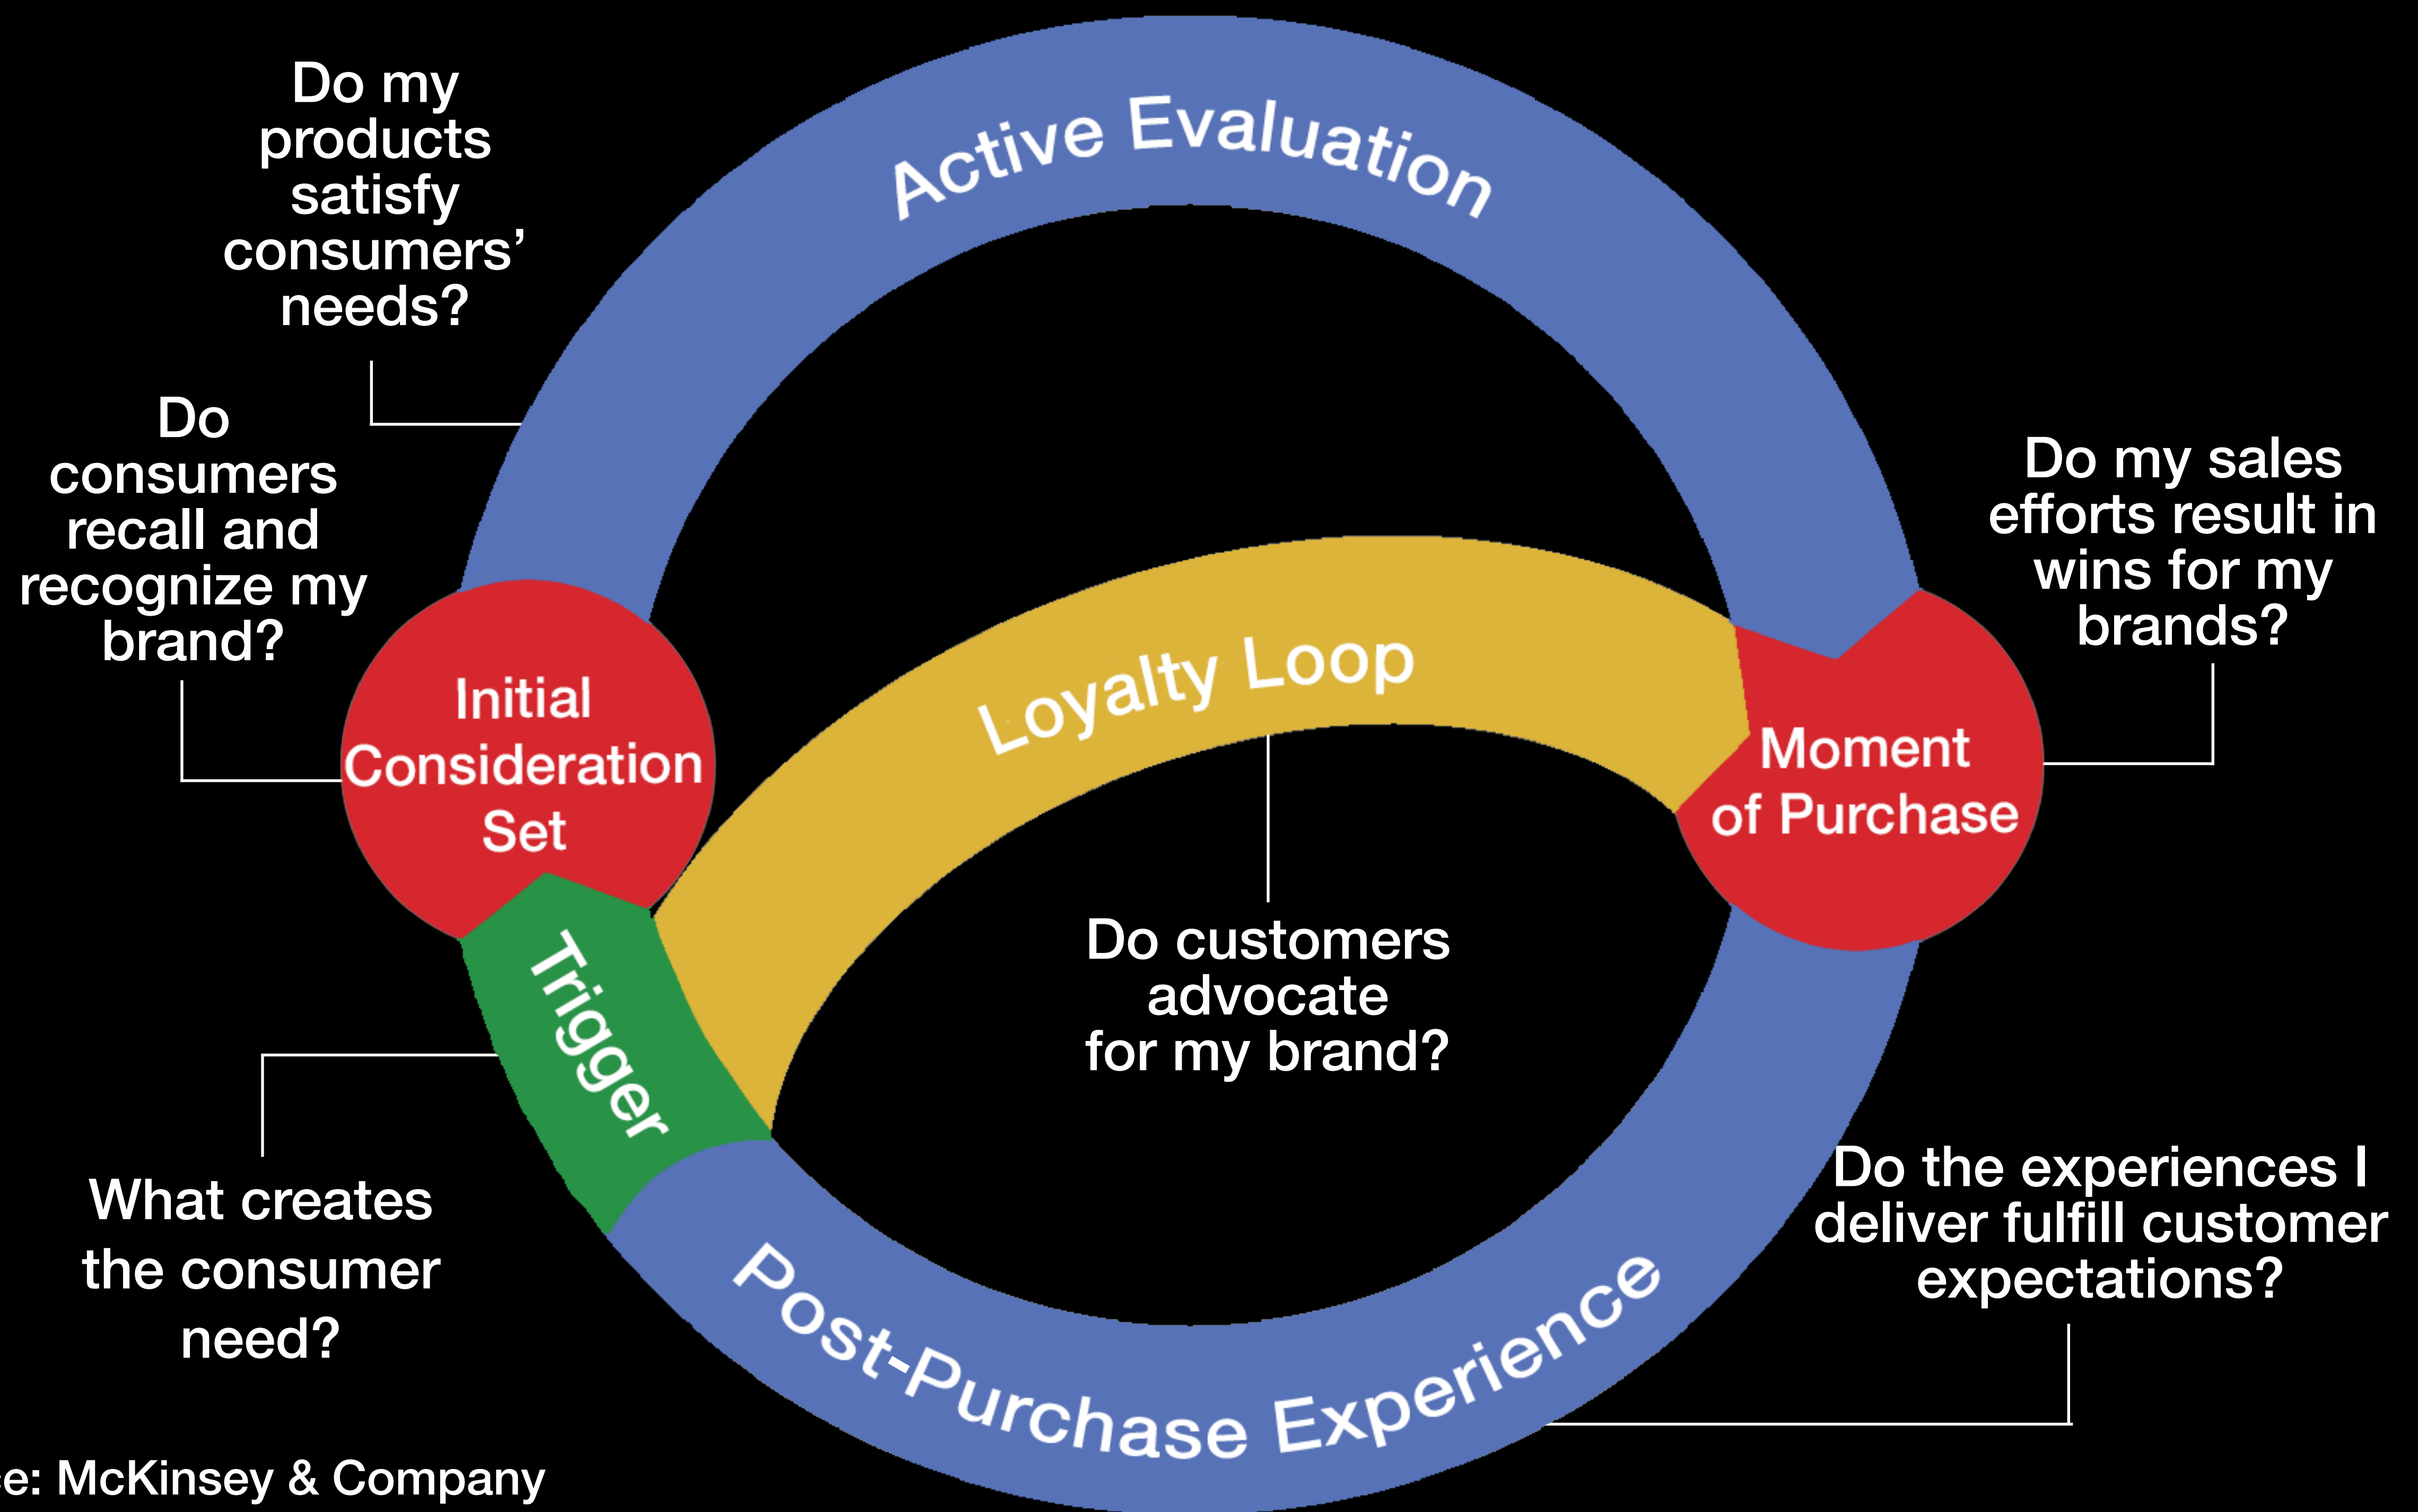 Do my
products
satisfy
consumers’
needs?
Active Evaluation
Do
consumers
recall and
recognize my
brand?
Do my sales
efforts result in
wins for my
brands?
Initial
Consideration
Set
Loyalty Loop
Moment
of Purchase
Do customers
advocate
for my brand?
Trigger
What creates
the consumer
need?
Do the experiences I
deliver fulfill customer
expectations?
Post-Purchase Experience
e: McKinsey & Company